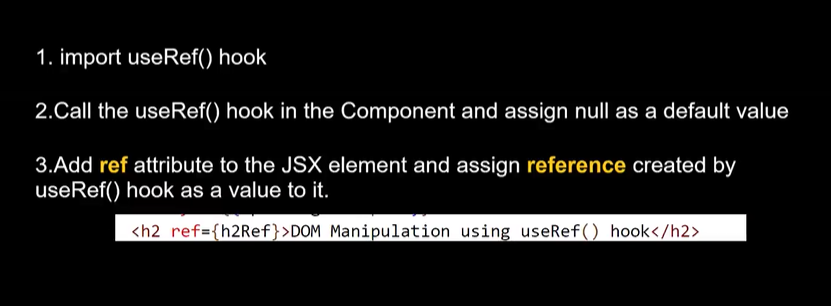 1. import useRef() hook
2.Call the useRef() hook in the Component and assign null as a default value
3.Add ref attribute to the JSX element and assign reference created by
useRef() hook as a value to it.
<h2 ref={h2Ref}>DOM Manipulation using useRef() hook</h2>